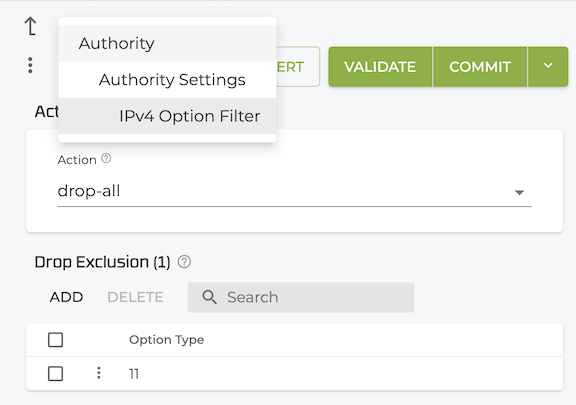 Authority
Authority Settings
IPv4 Option Filter
ERT
VALIDATE
COMMIT
Act
Action
drop-all
Drop Exclusion (1)
ADD
DELETE
Search
Option Type
11